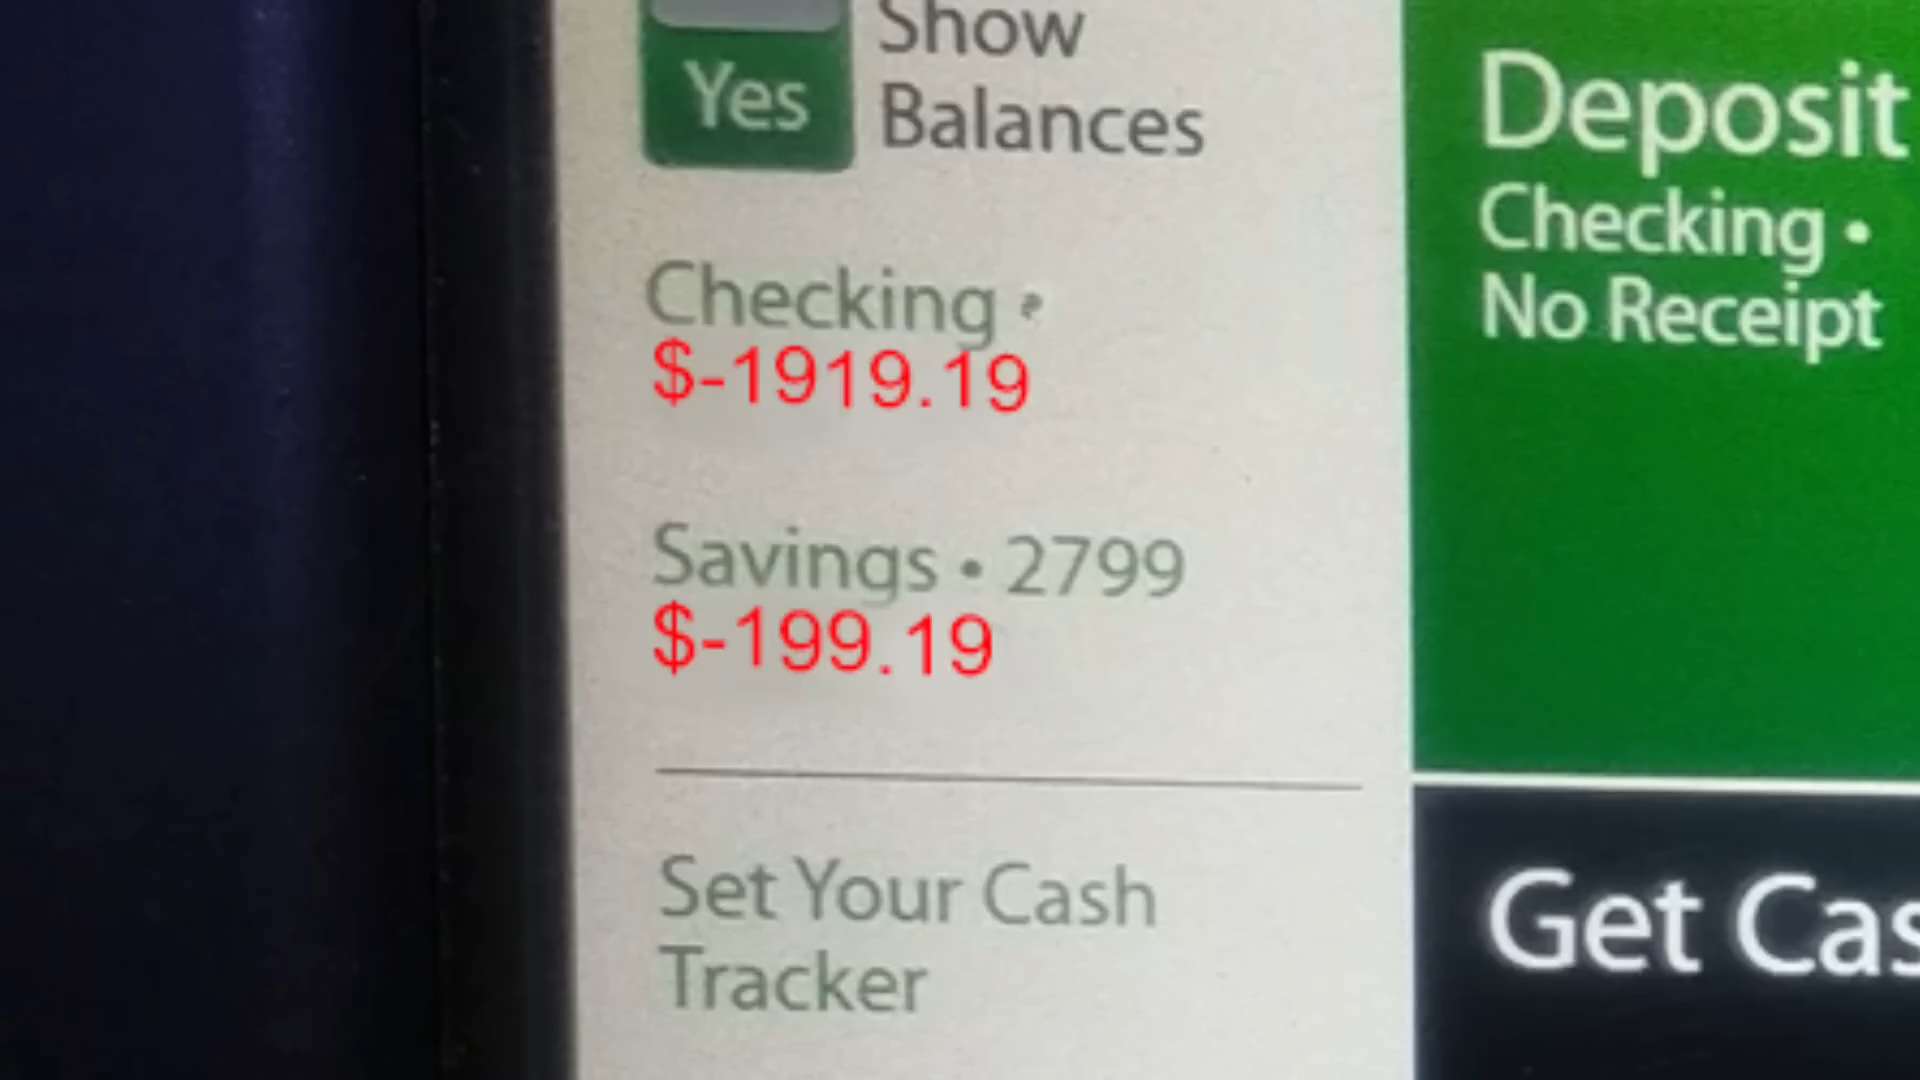 Show
Balances
Yes
Checking •
$-1919.19
Savings • 2799
$-199.19
Set Your Cash
Tracker
Deposit
Checking •
No Receipt
Get